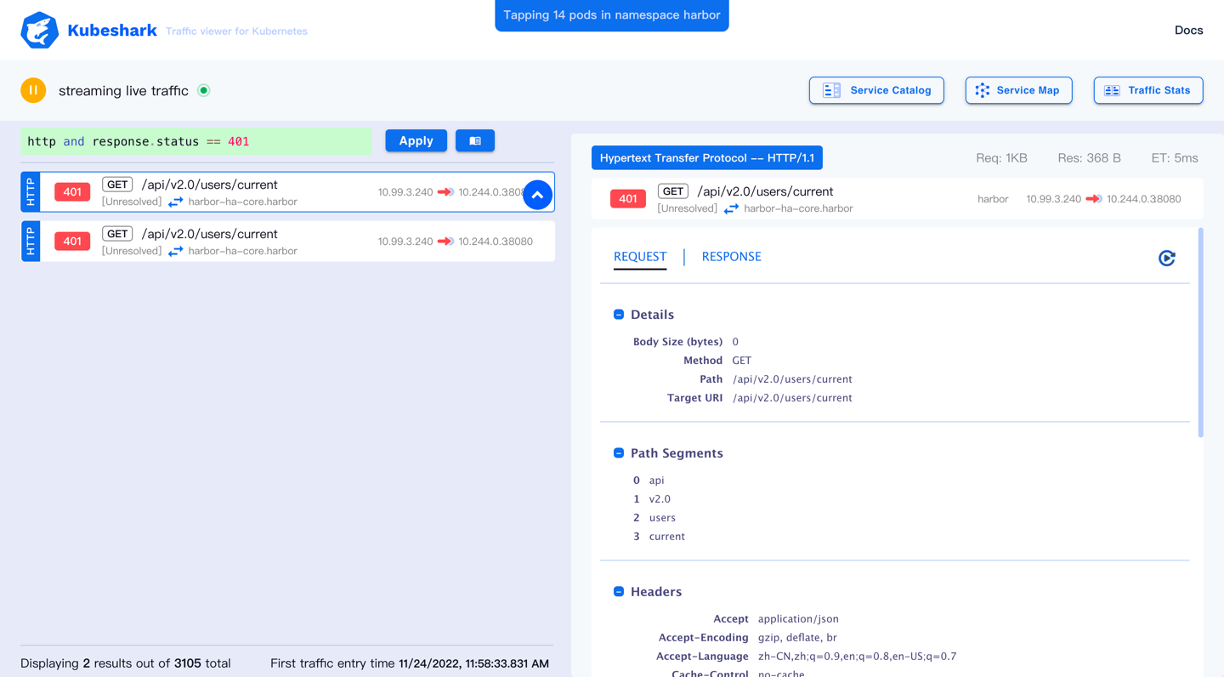 Tapping 14 pods in namespace harbor
Kubeshark Traffic viewer for Kubernetes
Docs
streaming live traffic
Service Catalog
Service Map
Traffic Stats
http and response.status == 401
Apply
HTTP
401
GET /api/v2.0/users/current
[Unresolved] harbor-ha-core.harbor
10.99.3.240 10.244.0.38080
HTTP
401
GET /api/v2.0/users/current
[Unresolved] harbor-ha-core.harbor
10.99.3.240 10.244.0.38080
Displaying 2 results out of 3105 total
First traffic entry time 11/24/2022, 11:58:33.831 AM
Hypertext Transfer Protocol -- HTTP/1.1
Req: 1KB Res: 368 B ET: 5ms
401
GET /api/v2.0/users/current
[Unresolved] harbor-ha-core.harbor
harbor 10.99.3.240 10.244.0.38080
REQUEST | RESPONSE
Details
Body Size (bytes) 0
Method GET
Path /api/v2.0/users/current
Target URI /api/v2.0/users/current
Path Segments
0 api
1 v2.0
2 users
3 current
Headers
Accept application/json
Accept-Encoding gzip, deflate, br
Accept-Language zh-CN,zh;q=0.9,en;q=0.8,en-US;q=0.7
Cache-Control no-cache